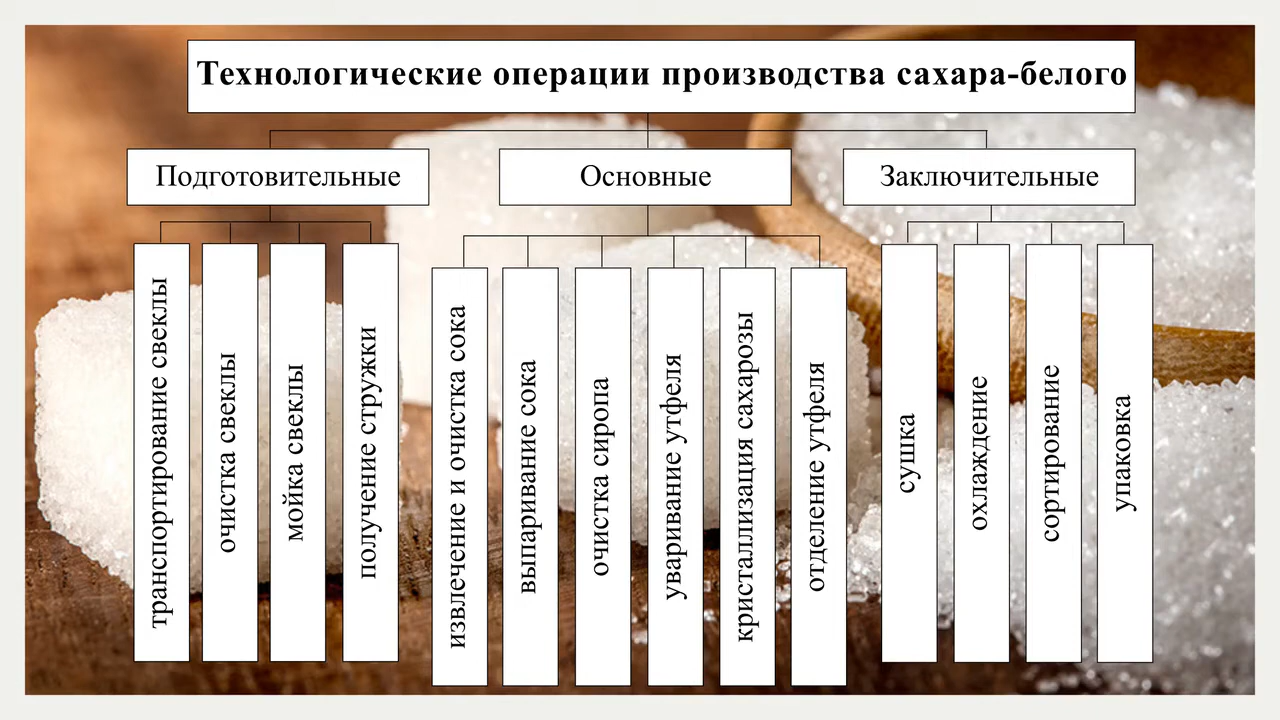 Технологические операции производства сахара-белого
Подготовительные
Основные
Заключительные
транспортирование свеклы
очистка свеклы
мойка свеклы
получение стружки
извлечение и очистка сока
выпаривание сока
очистка сиропа
уваривание утфеля
кристаллизация сахарозы
отделение утфеля
сушка
охлаждение
сортирование
упаковка